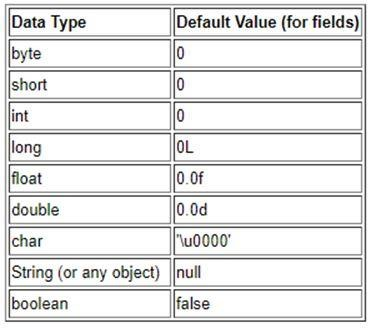 Data Type Default Value (for fields)
byte 0
short 0
int 0
long 0L
float 0.0f
double 0.0d
char '\u0000'
String (or any object) null
boolean false